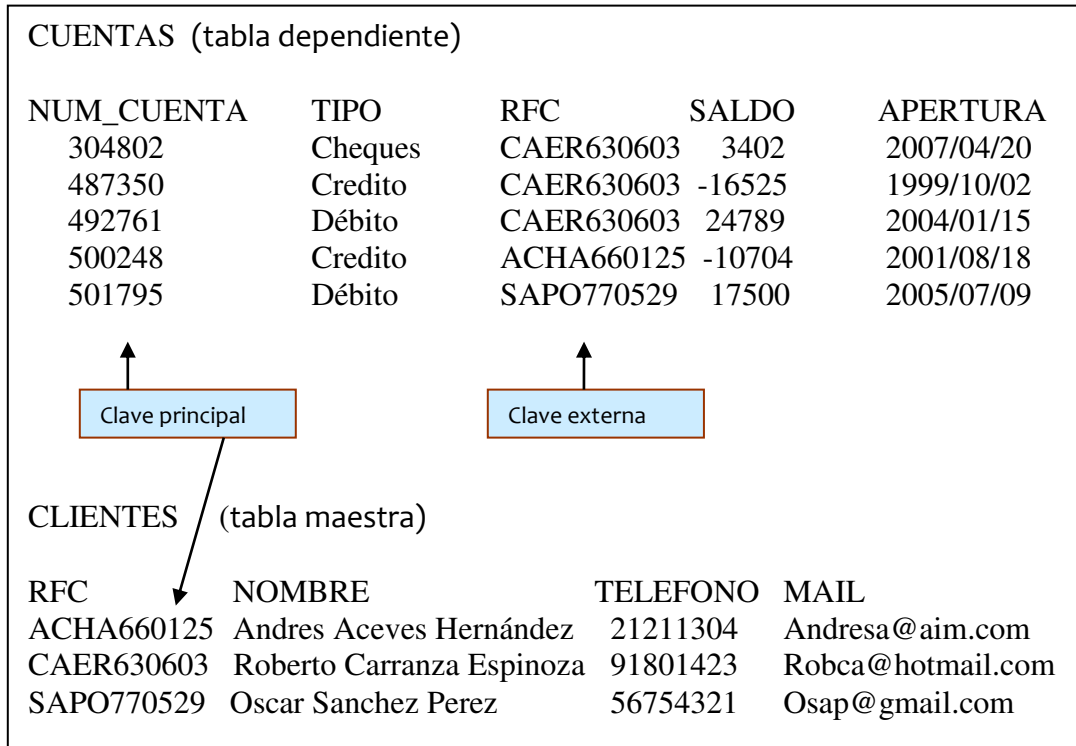 CUENTAS (tabla dependiente)
NUM_CUENTA TIPO RFC SALDO APERTURA
304802 Cheques CAER630603 3402 2007/04/20
487350 Credito CAER630603 -16525 1999/10/02
492761 Débito CAER630603 24789 2004/01/15
500248 Credito ACHA660125 -10704 2001/08/18
501795 Débito SAPO770529 17500 2005/07/09
Clave principal Clave externa
CLIENTES (tabla maestra)
RFC NOMBRE TELEFONO MAIL
ACHA660125 Andres Aceves Hernández 21211304 Andresa@aim.com
CAER630603 Roberto Carranza Espinoza 91801423 Robca@hotmail.com
SAPO770529 Oscar Sanchez Perez 56754321 Osap@gmail.com